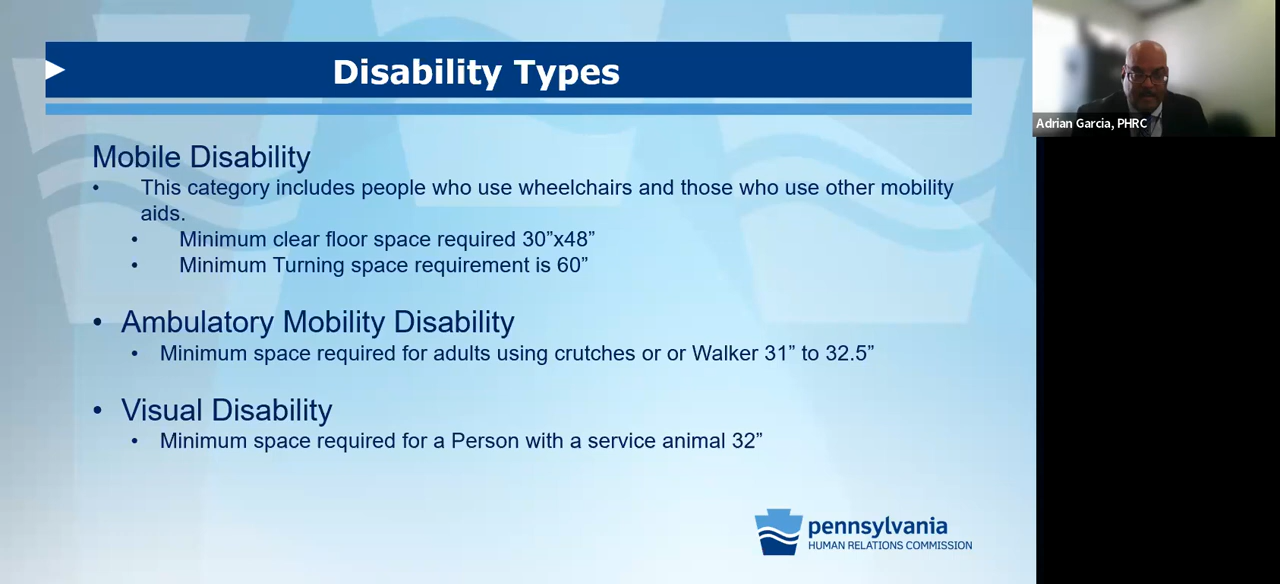 Disability Types
Adrian Garcia, PHRC
Mobile Disability
• This category includes people who use wheelchairs and those who use other mobility
aids.
• Minimum clear floor space required 30”x48”
• Minimum Turning space requirement is 60”
• Ambulatory Mobility Disability
• Minimum space required for adults using crutches or or Walker 31” to 32.5”
• Visual Disability
• Minimum space required for a Person with a service animal 32”
pennsylvania
HUMAN RELATIONS COMMISSION